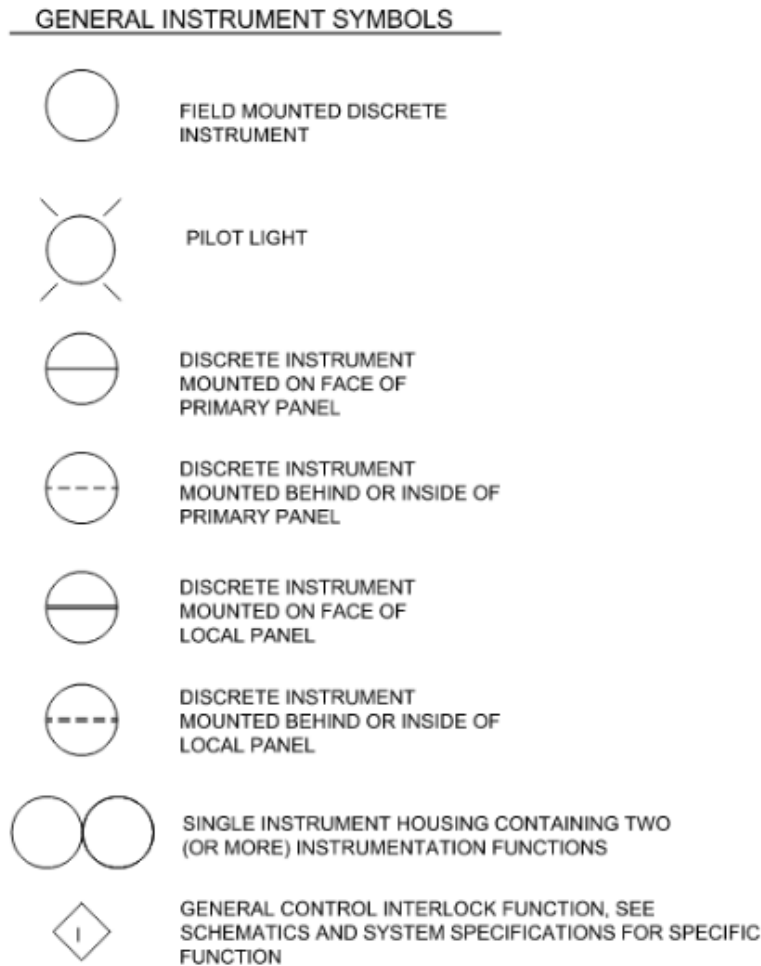 GENERAL INSTRUMENT SYMBOLS
FIELD MOUNTED DISCRETE
INSTRUMENT
PILOT LIGHT
DISCRETE INSTRUMENT
MOUNTED ON FACE OF
PRIMARY PANEL
DISCRETE INSTRUMENT
MOUNTED BEHIND OR INSIDE OF
PRIMARY PANEL
DISCRETE INSTRUMENT
MOUNTED ON FACE OF
LOCAL PANEL
DISCRETE INSTRUMENT
MOUNTED BEHIND OR INSIDE OF
LOCAL PANEL
SINGLE INSTRUMENT HOUSING CONTAINING TWO
(OR MORE) INSTRUMENTATION FUNCTIONS
I
GENERAL CONTROL INTERLOCK FUNCTION, SEE
SCHEMATICS AND SYSTEM SPECIFICATIONS FOR SPECIFIC
FUNCTION